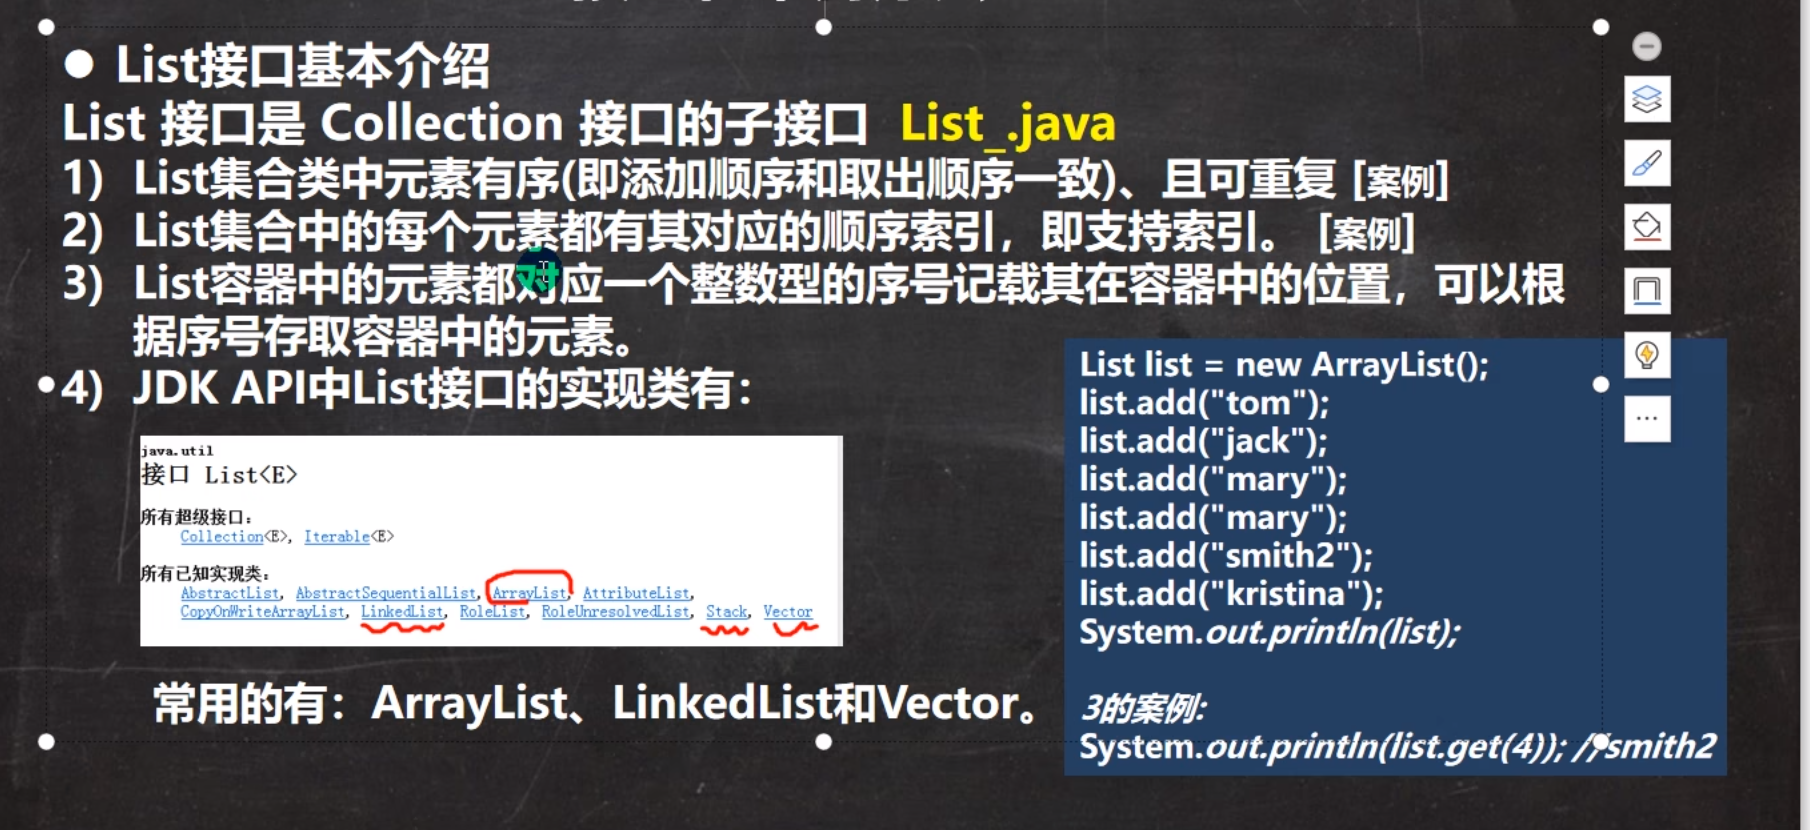 ● List接口基本介绍
List 接口是 Collection 接口的子接口 List_.java
1) List集合类中元素有序(即添加顺序和取出顺序一致)、且可重复 [案例]
2) List集合中的每个元素都有其对应的顺序索引，即支持索引。 [案例]
3) List容器中的元素都对应一个整数型的序号记载其在容器中的位置，可以根
据序号存取容器中的元素。
4) JDK API中List接口的实现类有：
java.util
接口 List<E>
所有超级接口：
Collection<E>, Iterable<E>
所有已知实现类：
AbstractList, AbstractSequentialList, ArrayList, AttributeList,
CopyOnWriteArrayList, LinkedList, RoleList, RoleUnresolvedList, Stack, Vector
常用的有：ArrayList、LinkedList和Vector。
List list = new ArrayList();
list.add("tom");
list.add("jack");
list.add("mary");
list.add("mary");
list.add("smith2");
list.add("kristina");
System.out.println(list);
3的案例:
System.out.println(list.get(4)); //smith2